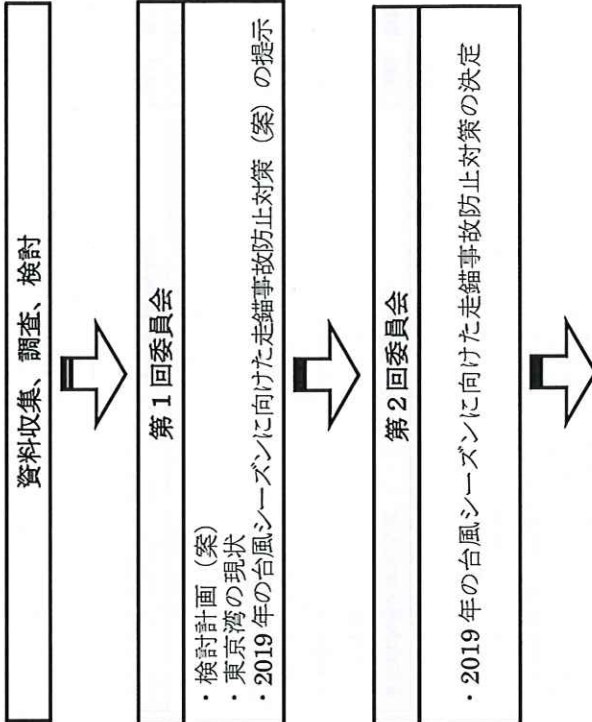 資料収集、調査、検討
第1回委員会
・検討計画（案）
・東京湾の現状
・2019年の台風シーズンに向けた走錨事故防止対策（案）の提示
第2回委員会
・2019年の台風シーズンに向けた走錨事故防止対策の決定